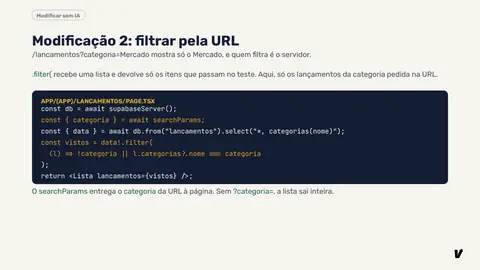 Modificar sem IA
Modificação 2: filtrar pela URL
/lancamentos?categoria=Mercado mostra só o Mercado, e quem filtra é o servidor.
.filter( recebe uma lista e devolve só os itens que passam no teste. Aqui, só os lançamentos da categoria pedida na URL.
APP/(APP)/LANCAMENTOS/PAGE.TSX
const db = await supabaseServer();
const { categoria } = await searchParams;
const { data } = await db.from("lancamentos").select("*, categorias(nome)");
const vistos = data!.filter(
(l) => !categoria || l.categorias?.nome === categoria
);
return <Lista lancamentos={vistos} />;
O searchParams entrega o categoria da URL à página. Sem ?categoria=, a lista sai inteira.
V